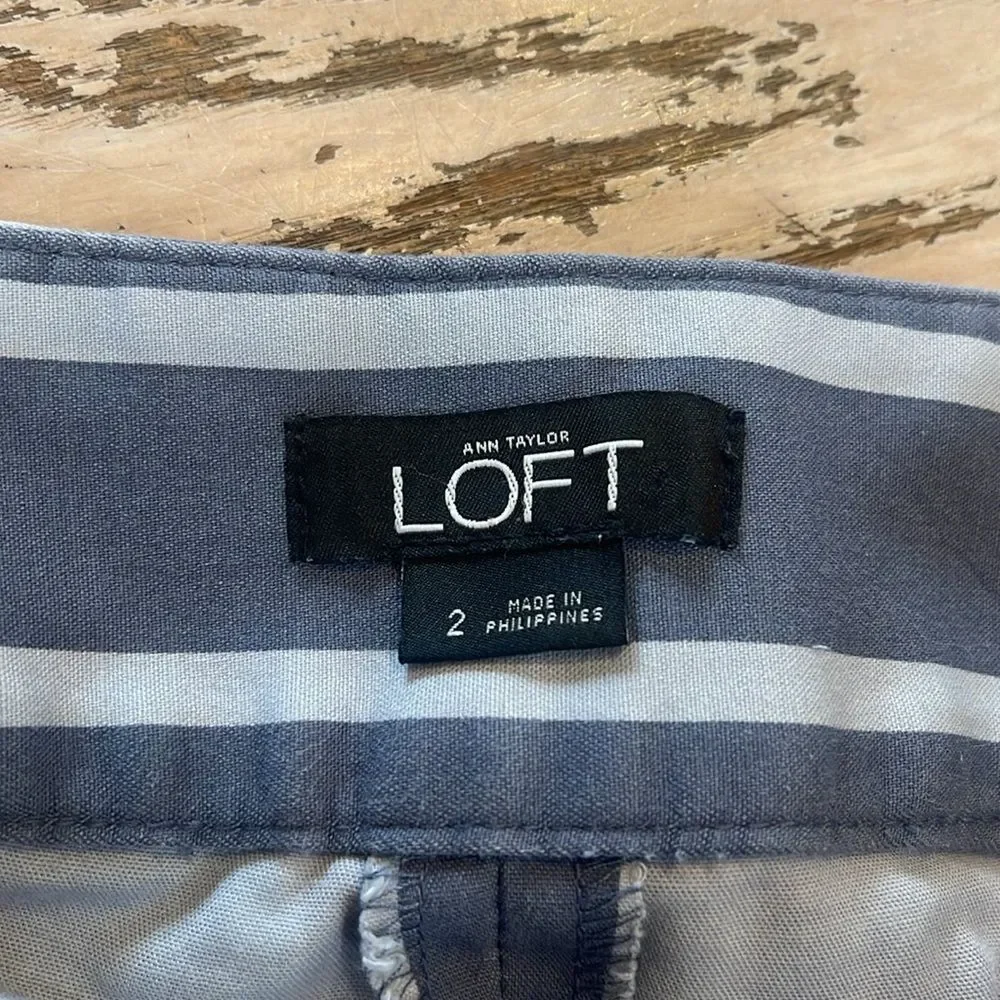 ANN TAYLOR
LOFT
2 MADE IN
PHILIPPINES